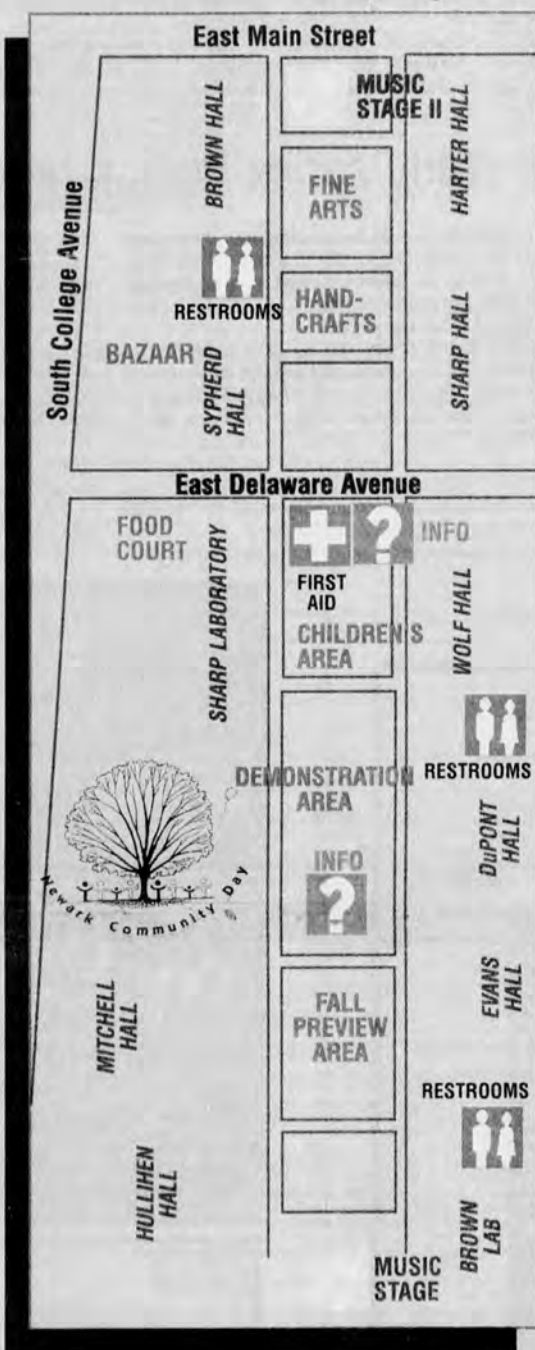 East Main Street
MUSIC
STAGE II
BROWN HALL
HARTER HALL
FINE
ARTS
South College Avenue
RESTROOMS
HAND-
CRAFTS
BAZAAR
SYPHERD
HALL
SHARP HALL
East Delaware Avenue
FOOD
COURT
SHARP LABORATORY
?
INFO
FIRST
AID
WOLF HALL
CHILDREN'S
AREA
RESTROOMS
DEMONSTRATION
AREA
DuPONT
HALL
INFO
?
Newark Community Day
EVANS
HALL
MITCHELL
HALL
FALL
PREVIEW
AREA
RESTROOMS
HULLIHEN
HALL
BROWN
LAB
MUSIC
STAGE